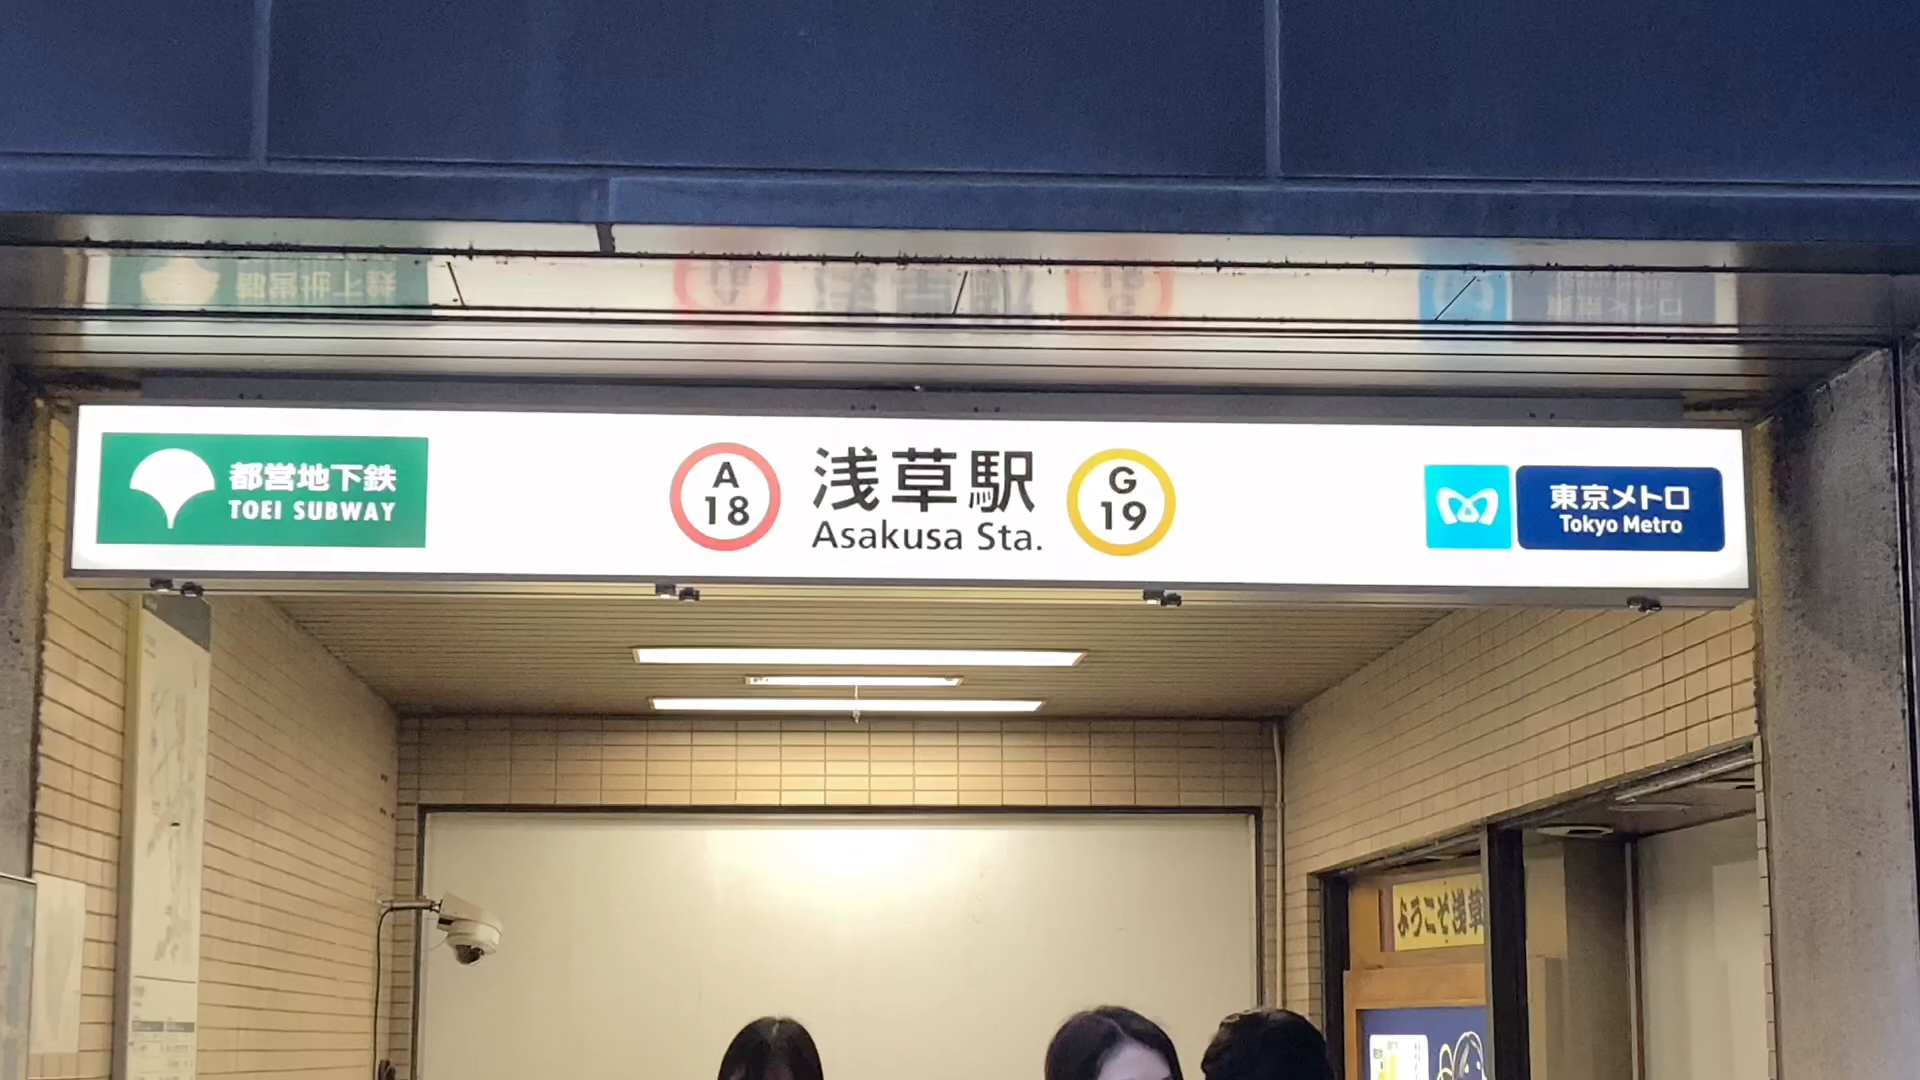 都営地下鉄
TOEI SUBWAY
A
18
浅草駅
Asakusa Sta.
G
19
東京メトロ
Tokyo Metro
ようこそ浅草